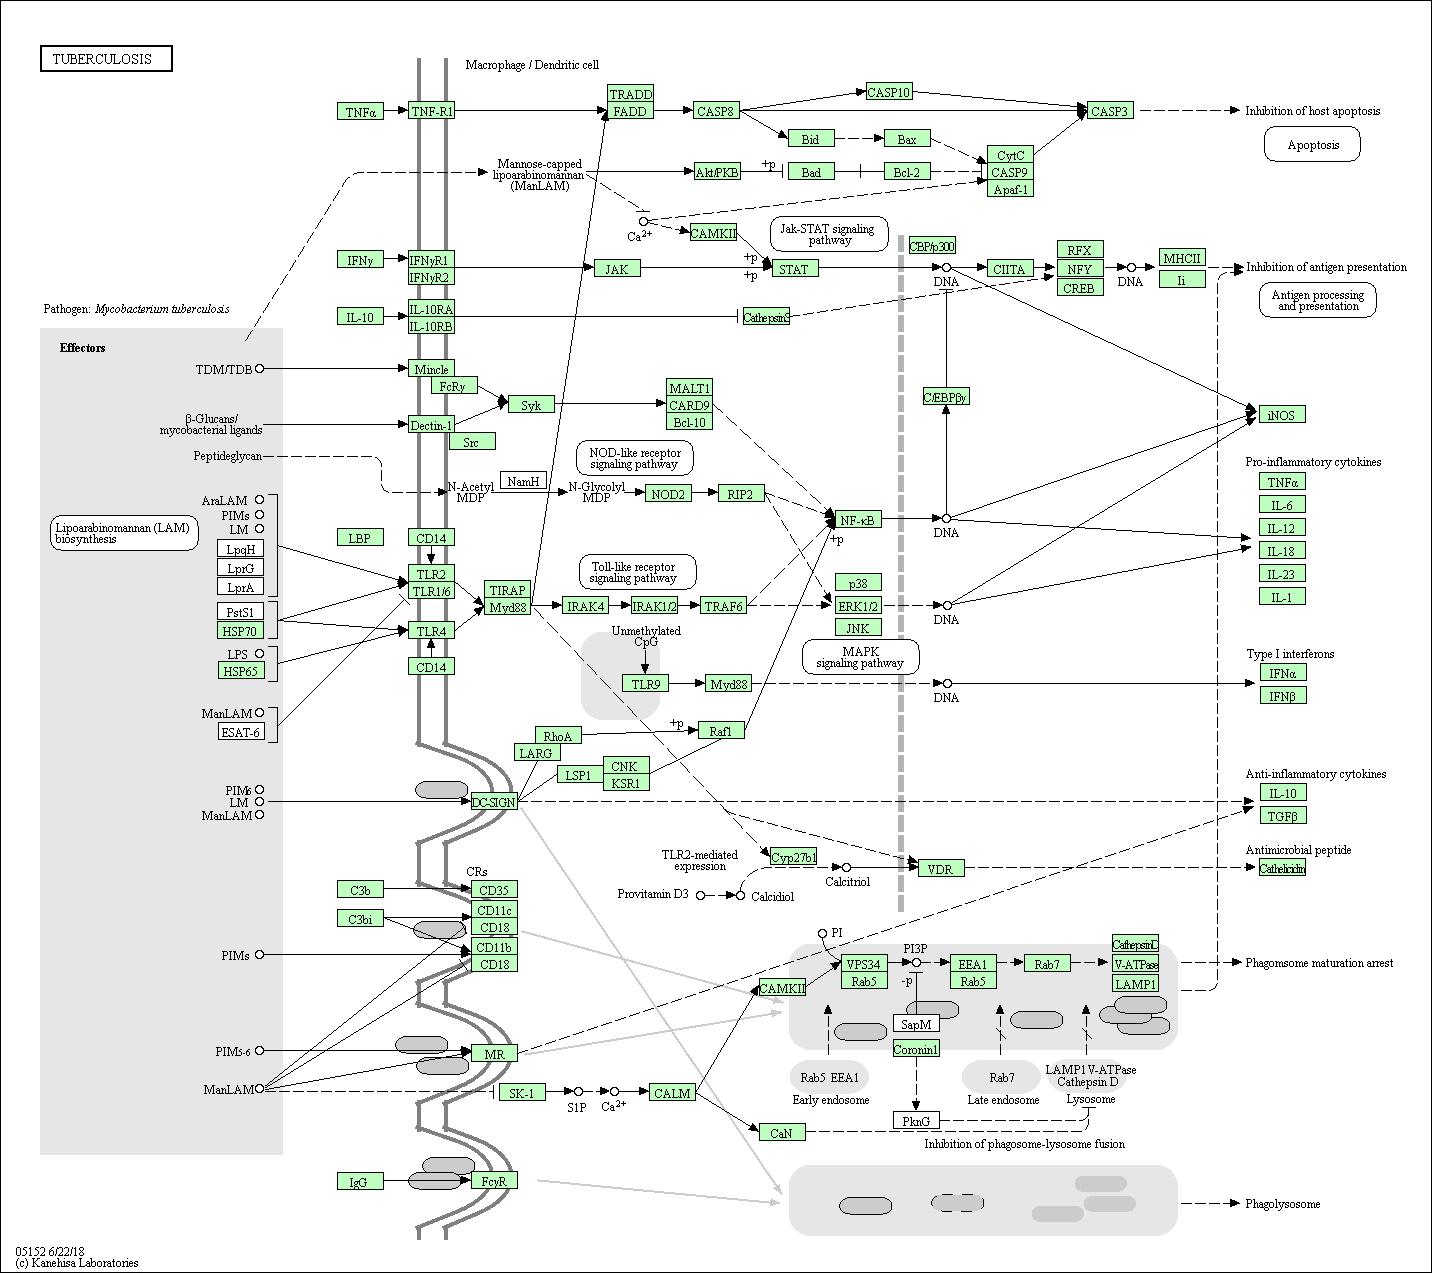 TUBERCULOSIS
Macrophage / Dendritic cell
TNFα
TNF-R1
TRADD
FADD
CASP8
CASP10
CASP3
Inhibition of host apoptosis
Bid
Bax
Apoptosis
CytC
CASP9
Apaf-1
Mannose-capped
lipoarabinomannan
(ManLAM)
Akt/PKB
+p
Bad
Bcl-2
Ca2+
CAMKII
Jak-STAT signaling
pathway
IFNγ
IFNγR1
IFNγR2
JAK
+p
+p
STAT
CBP/p300
DNA
CIITA
RFX
NFY
CREB
DNA
MHCII
Ii
Inhibition of antigen presentation
Antigen processing
and presentation
IL-10
IL-10RA
IL-10RB
CathepsinS
Pathogen: Mycobacterium tuberculosis
Effectors
TDM/TDB
Mincle
FcRγ
Syk
MALT1
CARD9
Bcl-10
C/EBPβγ
iNOS
β-Glucans/
mycobacterial ligands
Dectin-1
Src
Peptideglycan
NOD-like receptor
signaling pathway
N-Acetyl
MDP
NamH
N-Glycolyl
MDP
NOD2
RIP2
NF-κB
+p
DNA
Pro-inflammatory cytokines
TNFα
IL-6
IL-12
IL-18
IL-23
IL-1
AraLAM
PIMs
LM
LpqH
LprG
LprA
Lipoarabinomannan (LAM)
biosynthesis
LBP
CD14
TLR2
TLR1/6
TIRAP
Myd88
Toll-like receptor
signaling pathway
IRAK4
IRAK1/2
TRAF6
p38
ERK1/2
JNK
DNA
MAPK
signaling pathway
PstS1
HSP70
TLR4
CD14
LPS
HSP65
Unmethylated
CpG
TLR9
Myd88
DNA
Type I interferons
IFNα
IFNβ
ManLAM
ESAT-6
RhoA
LARG
+p
Raf1
LSP1
CNK
KSR1
PIMs
LM
ManLAM
DC-SIGN
Anti-inflammatory cytokines
IL-10
TGFβ
TLR2-mediated
expression
Cyp27b1
Provitamin D3
Calcidiol
Calcitriol
VDR
Antimicrobial peptide
Cathelicidin
CRs
C3b
CD35
C3bi
CD11c
CD18
CD11b
CD18
PIMs
PI
VPS34
Rab5
PI3P
-p
EEA1
Rab5
Rab7
CathepsinD
V-ATPase
LAMP1
Phagomsome maturation arrest
CAMKII
SapM
Coronin1
PIM5-6
MR
ManLAM
SK-1
S1P
Ca2+
CALM
CaN
Rab5 EEA1
Early endosome
Rab7
Late endosome
LAMP1V-ATPase
Cathepsin D
Lysosome
PknG
Inhibition of phagosome-lysosome fusion
IgG
FcγR
Phagolysosome
05152 6/22/18
(c) Kanehisa Laboratories